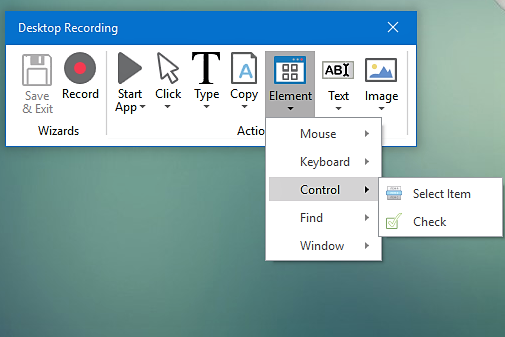 Desktop Recording
Save & Exit
Record
Start App
Click
Type
Copy
Element
Text
Image
Wizards
Mouse
Keyboard
Control
Find
Window
Select Item
Check